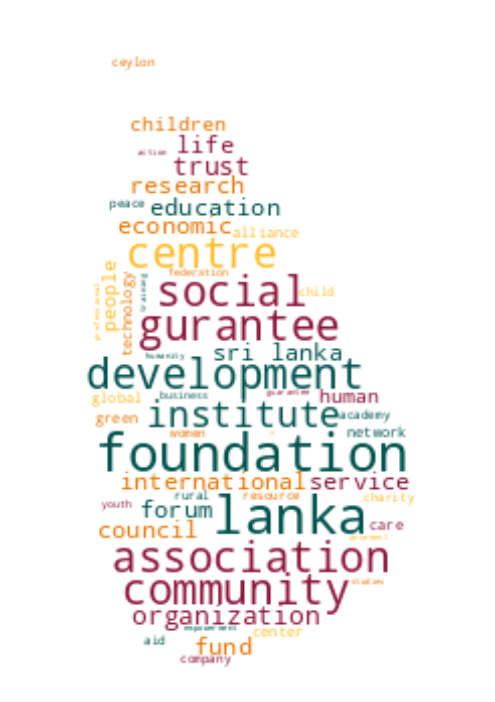 ceylon
children
action life
trust
research
peace education
economic alliance
centre
people federation
professional technology training social child
gurantee
humanity sri lanka
development
global business guarantee human
green institute academy
women network
foundation
international service
rural resource charity
youth forum lanka care
council
association
community studies
organization
empowerment center
aid fund
company